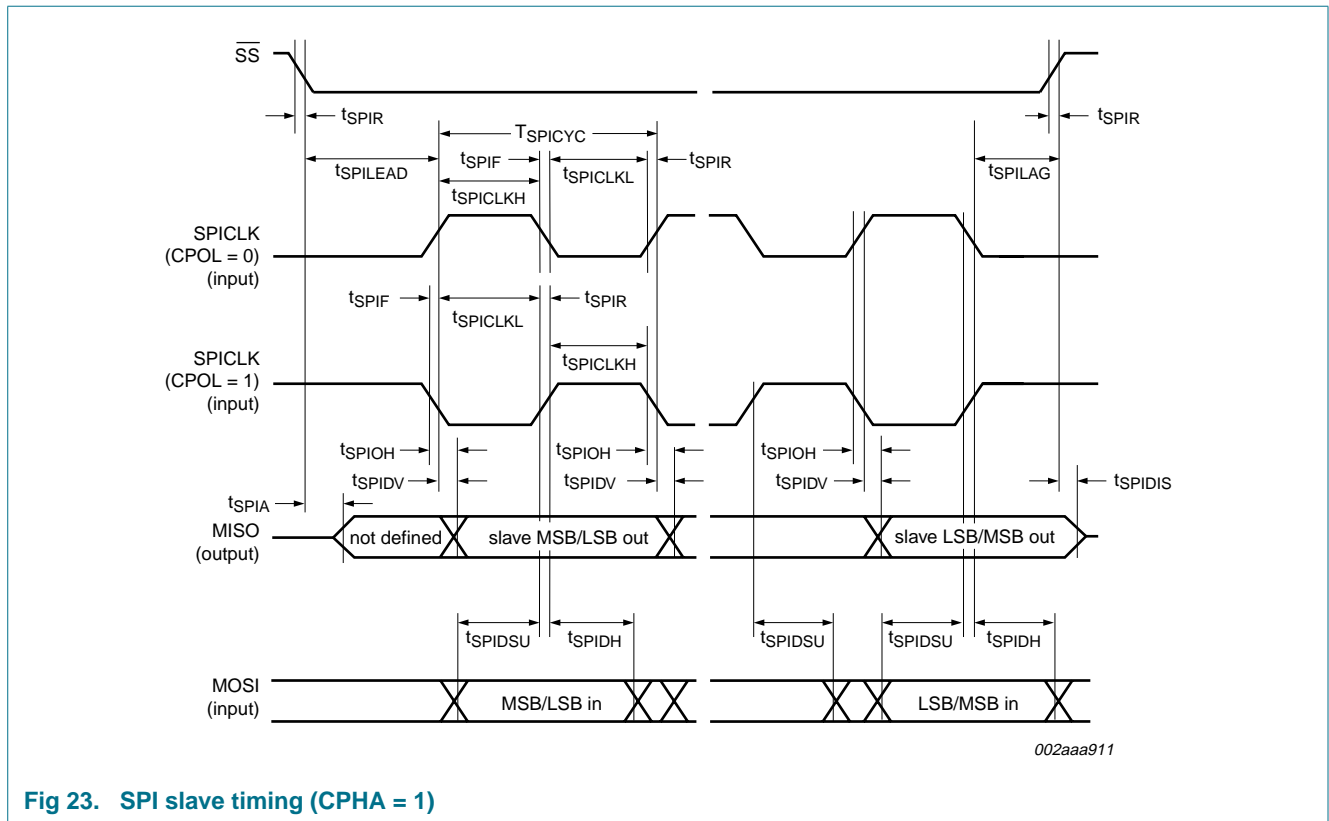 SS
tSPIR
tSPIR
TSPICYC
tSPILEAD
tSPIF
tSPICLKL
tSPIR
tSPICLKH
tSPILAG
SPICLK
(CPOL = 0)
(input)
tSPIF
tSPICLKL
tSPIR
tSPICLKH
SPICLK
(CPOL = 1)
(input)
tSPIOH
tSPIOH
tSPIOH
tSPIDV
tSPIDV
tSPIDV
tSPIDIS
tSPIA
MISO
(output)
not defined
slave MSB/LSB out
slave LSB/MSB out
tSPIDSU
tSPIDH
tSPIDSU
tSPIDSU
tSPIDH
MOSI
(input)
MSB/LSB in
LSB/MSB in
002aaa911
Fig 23. SPI slave timing (CPHA = 1)